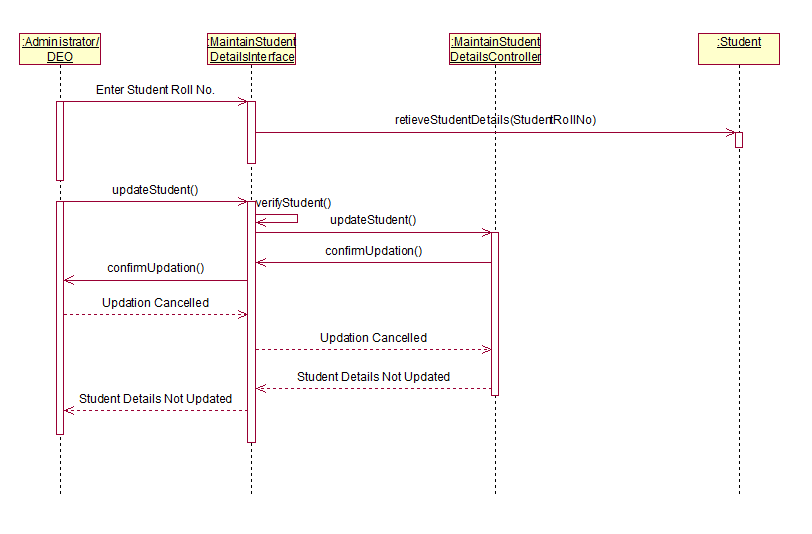 :Administrator/
DEO
:MaintainStudent
DetailsInterface
:MaintainStudent
DetailsController
:Student
Enter Student Roll No.
retieveStudentDetails(StudentRollNo)
updateStudent()
verifyStudent()
updateStudent()
confirmUpdation()
confirmUpdation()
Updation Cancelled
Updation Cancelled
Student Details Not Updated
Student Details Not Updated